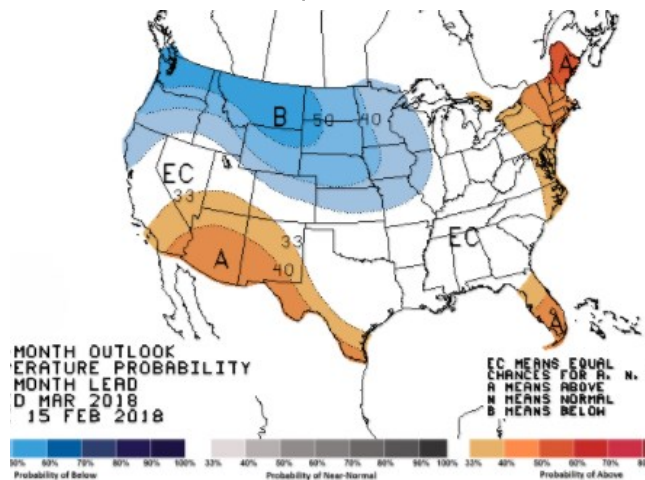 A
B
50
40
EC
33
A
33
40
EC
A
MONTH OUTLOOK
ERATURE PROBABILITY
MONTH LEAD
D MAR 2018
15 FEB 2018
EC MEANS EQUAL
CHANCES FOR A, N,
A MEANS ABOVE
N MEANS NORMAL
B MEANS BELOW
50% 60% 70% 80% 90% 100% 33% 40% 50% 60% 70% 80% 90% 100% 33% 40% 50% 60% 70% 80%
Probability of Below Probability of Near-Normal Probability of Above